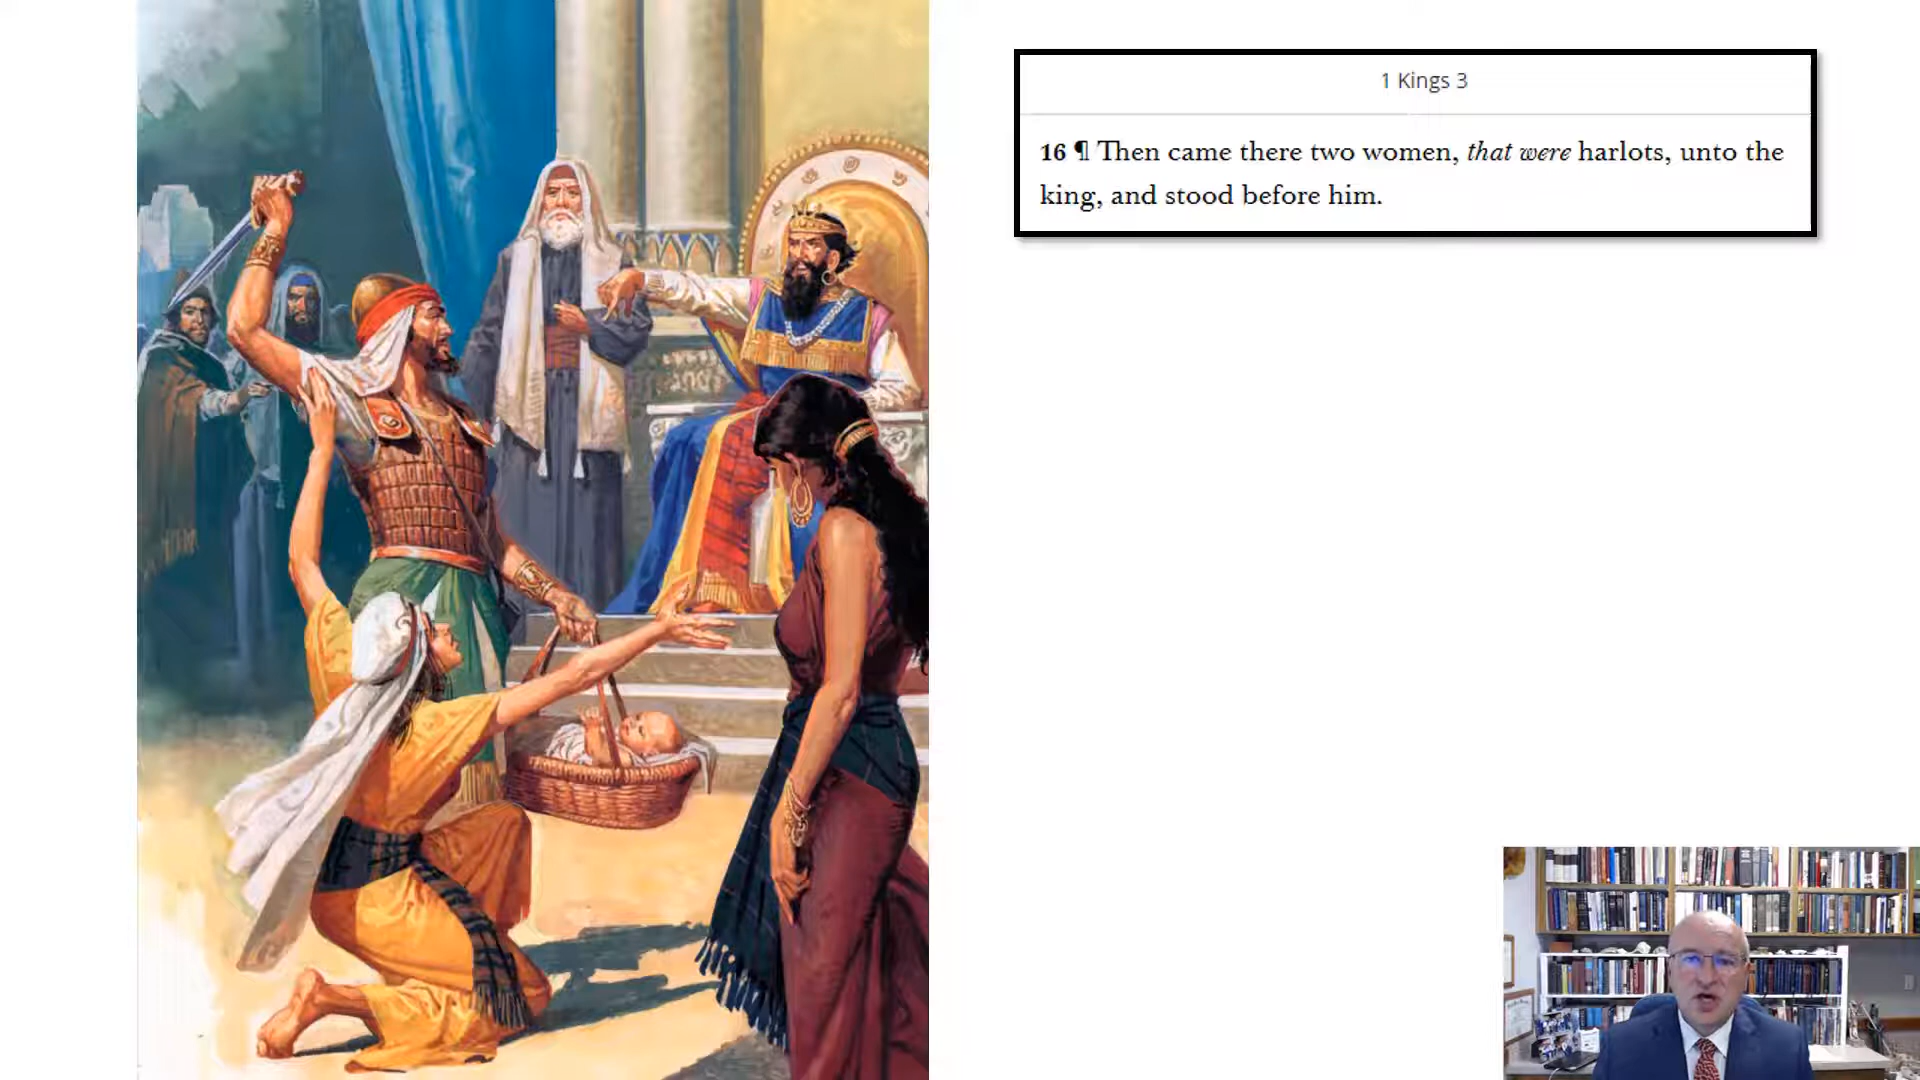 1 Kings 3
16 ¶ Then came there two women, that were harlots, unto the
king, and stood before him.